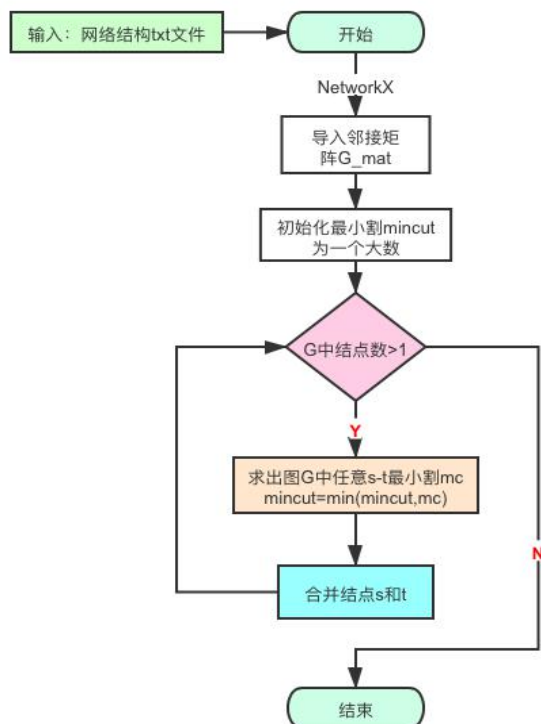 输入：网络结构txt文件
开始
NetworkX
导入邻接矩
阵G_mat
初始化最小割mincut
为一个大数
G中结点数>1
Y
求出图G中任意s-t最小割mc
mincut=min(mincut,mc)
N
合并结点s和t
结束